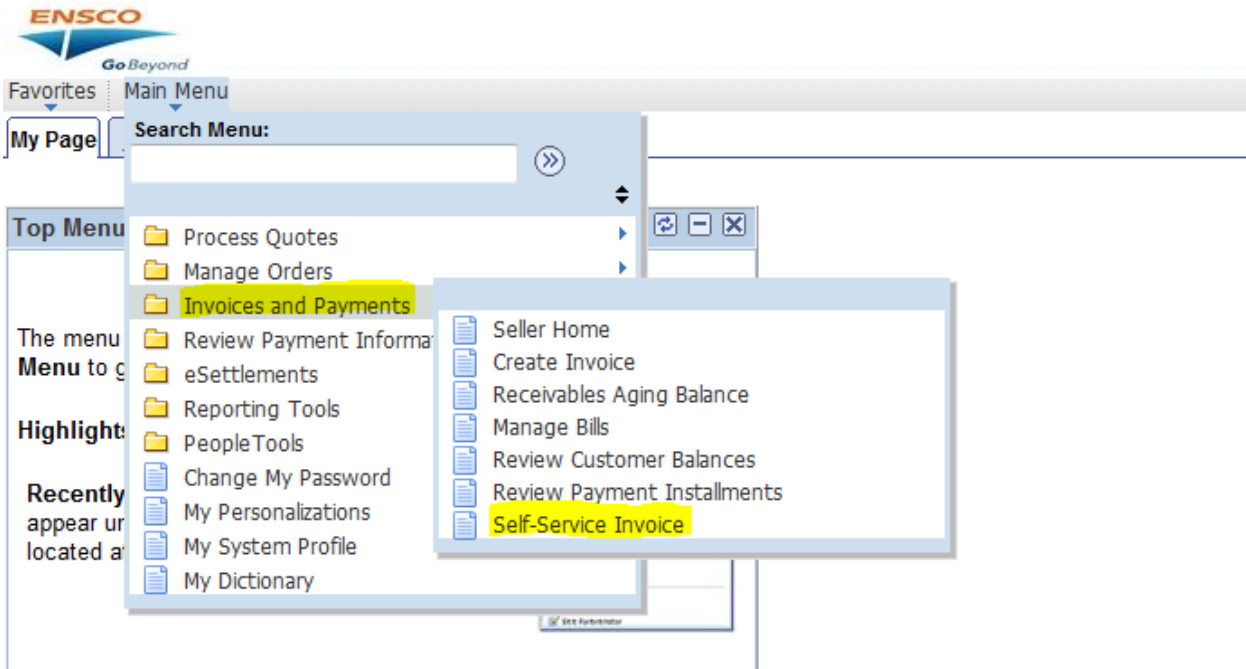 ENSCO
Go Beyond
Favorites
Main Menu
My Page
Search Menu:
Top Menu
Process Quotes
Manage Orders
Invoices and Payments
Review Payment Informat
eSettlements
Reporting Tools
PeopleTools
Change My Password
My Personalizations
My System Profile
My Dictionary
Seller Home
Create Invoice
Receivables Aging Balance
Manage Bills
Review Customer Balances
Review Payment Installments
Self-Service Invoice
The menu
Menu to g
Highlights
Recently
appear un
located at